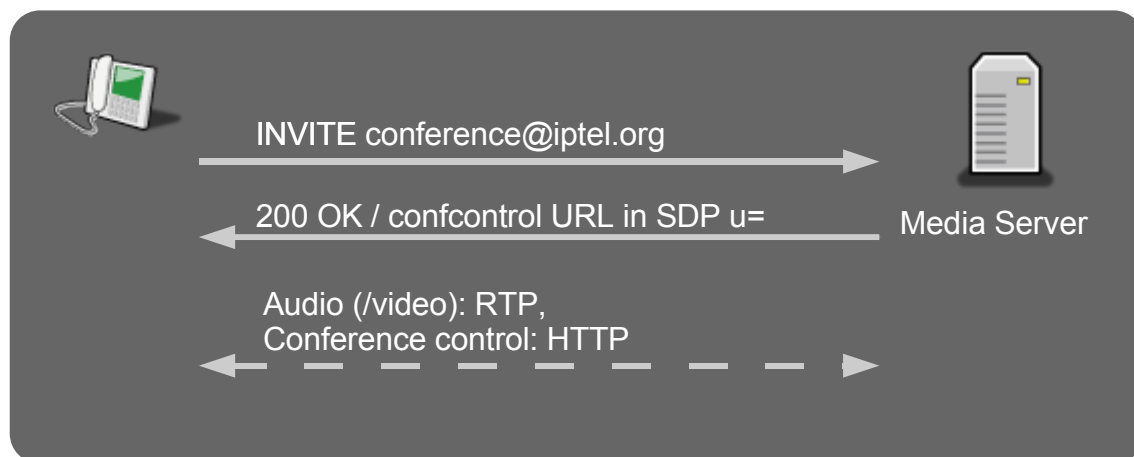 INVITE conference@iptel.org
200 OK / confcontrol URL in SDP u=
Media Server
Audio (/video): RTP,
Conference control: HTTP